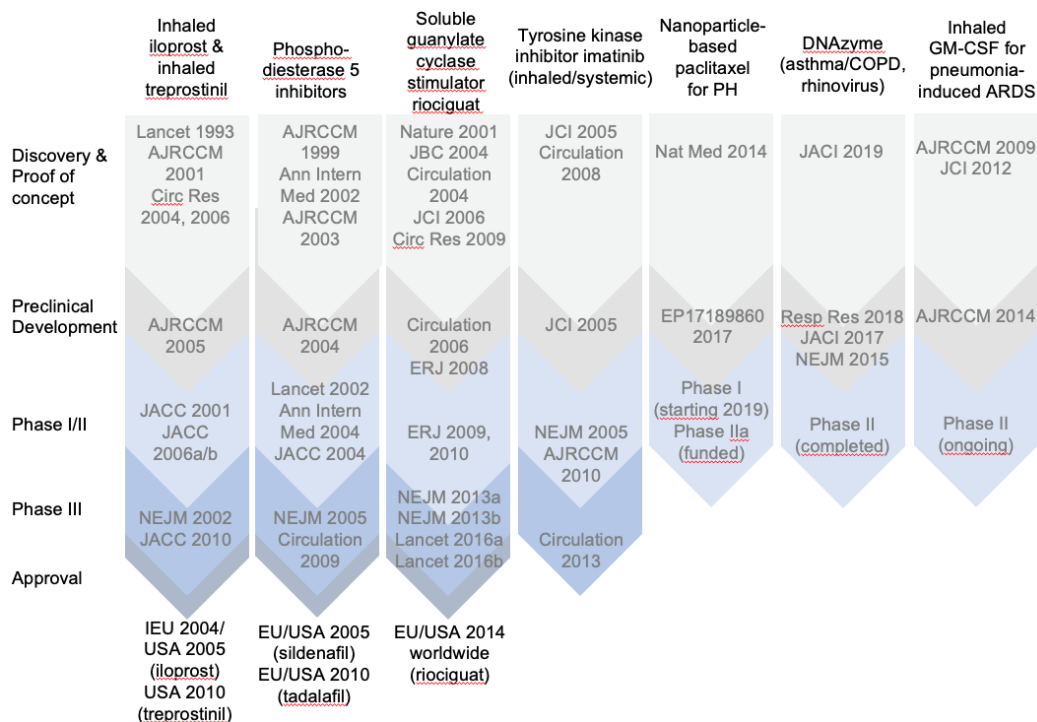 Inhaled
iloprost &
inhaled
treprostinil
Phospho-
diesterase 5
inhibitors
Soluble
guanylate
cyclase
stimulator
riociguat
Tyrosine kinase
inhibitor imatinib
(inhaled/systemic)
Nanoparticle-
based
paclitaxel
for PH
DNAzyme
(asthma/COPD,
rhinovirus)
Inhaled
GM-CSF for
pneumonia-
induced ARDS
Discovery &
Proof of
concept
Lancet 1993
AJRCCM
2001
Circ Res
2004, 2006
AJRCCM
1999
Ann Intern
Med 2002
AJRCCM
2003
Nature 2001
JBC 2004
Circulation
2004
JCI 2006
Circ Res 2009
JCI 2005
Circulation
2008
Nat Med 2014
JACI 2019
AJRCCM 2009
JCI 2012
Preclinical
Development
AJRCCM
2005
AJRCCM
2004
Circulation
2006
ERJ 2008
JCI 2005
EP17189860
2017
Resp Res 2018
JACI 2017
NEJM 2015
AJRCCM 2014
Phase I/II
JACC 2001
JACC
2006a/b
Lancet 2002
Ann Intern
Med 2004
JACC 2004
ERJ 2009,
2010
NEJM 2005
AJRCCM
2010
Phase I
(starting 2019)
Phase IIa
(funded)
Phase II
(completed)
Phase II
(ongoing)
Phase III
NEJM 2002
JACC 2010
NEJM 2005
Circulation
2009
NEJM 2013a
NEJM 2013b
Lancet 2016a
Lancet 2016b
Circulation
2013
Approval
IEU 2004/
USA 2005
(iloprost)
USA 2010
(treprostinil)
EU/USA 2005
(sildenafil)
EU/USA 2010
(tadalafil)
EU/USA 2014
worldwide
(riociguat)